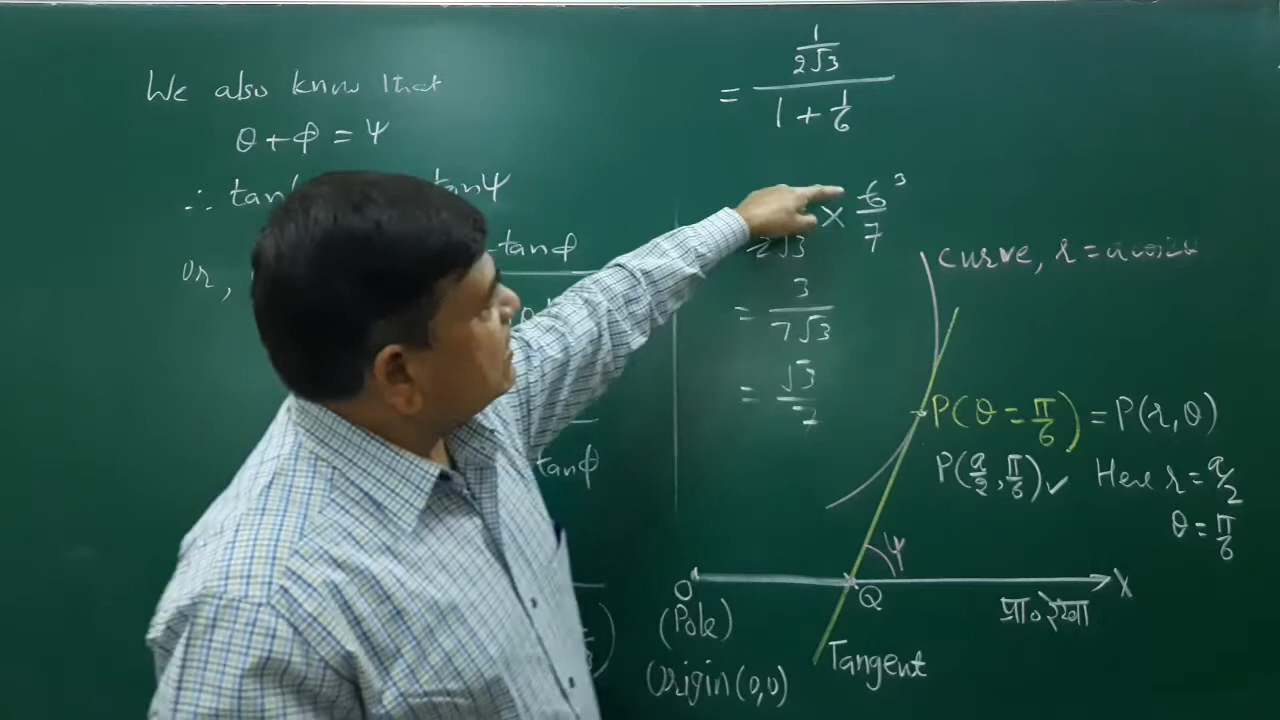 We also know that
θ + φ = ψ
∴ tan tanψ
or, tanφ
tanφ
= (1/2√3) / (1 + 1/6)
2√3 × 6/7 3
= 3/7√3
= √3/7
curve, r = a
P(θ = π/6) = P(r, θ)
P(a/2, π/6) ✓ Here r = a/2
θ = π/6
ψ
O Q X
(Pole) प्रा॰ रेखा
Origin (0,0) Tangent